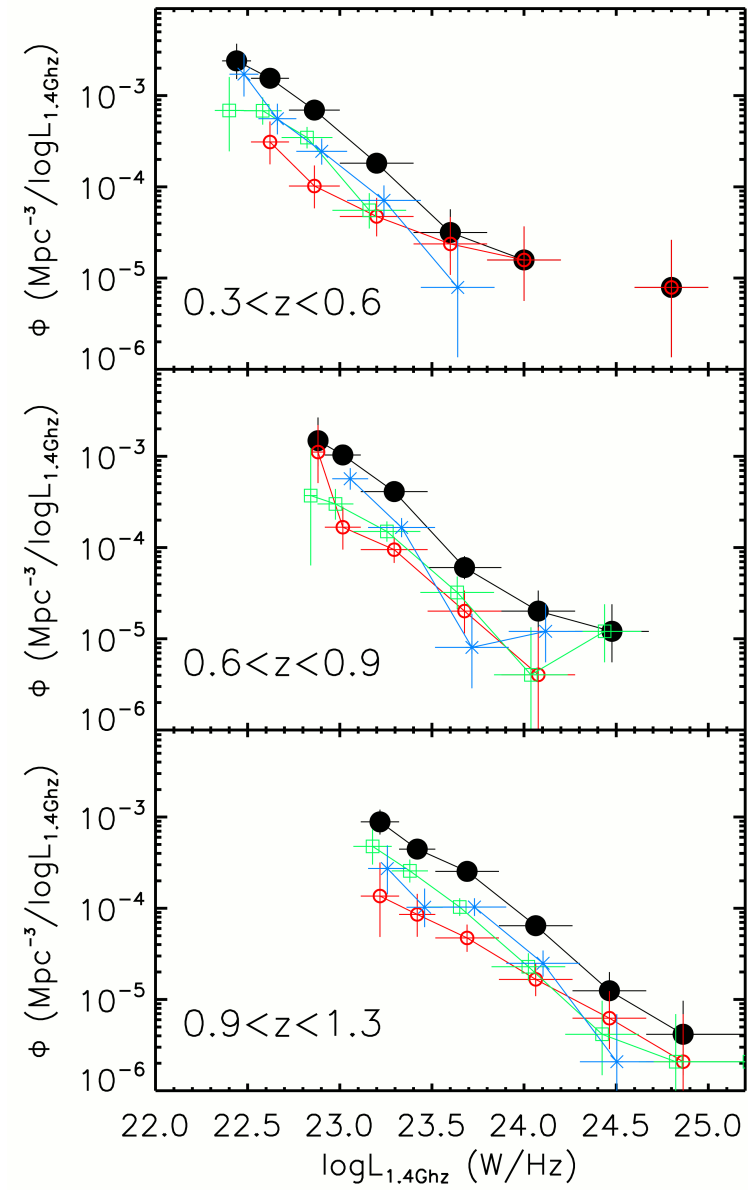 Φ (Mpc⁻³/logL₁.₄Ghz)
10⁻³
10⁻⁴
10⁻⁵
10⁻⁶
0.3<z<0.6
Φ (Mpc⁻³/logL₁.₄Ghz)
10⁻³
10⁻⁴
10⁻⁵
10⁻⁶
0.6<z<0.9
Φ (Mpc⁻³/logL₁.₄Ghz)
10⁻³
10⁻⁴
10⁻⁵
10⁻⁶
0.9<z<1.3
22.0 22.5 23.0 23.5 24.0 24.5 25.0
logL₁.₄Ghz (W/Hz)